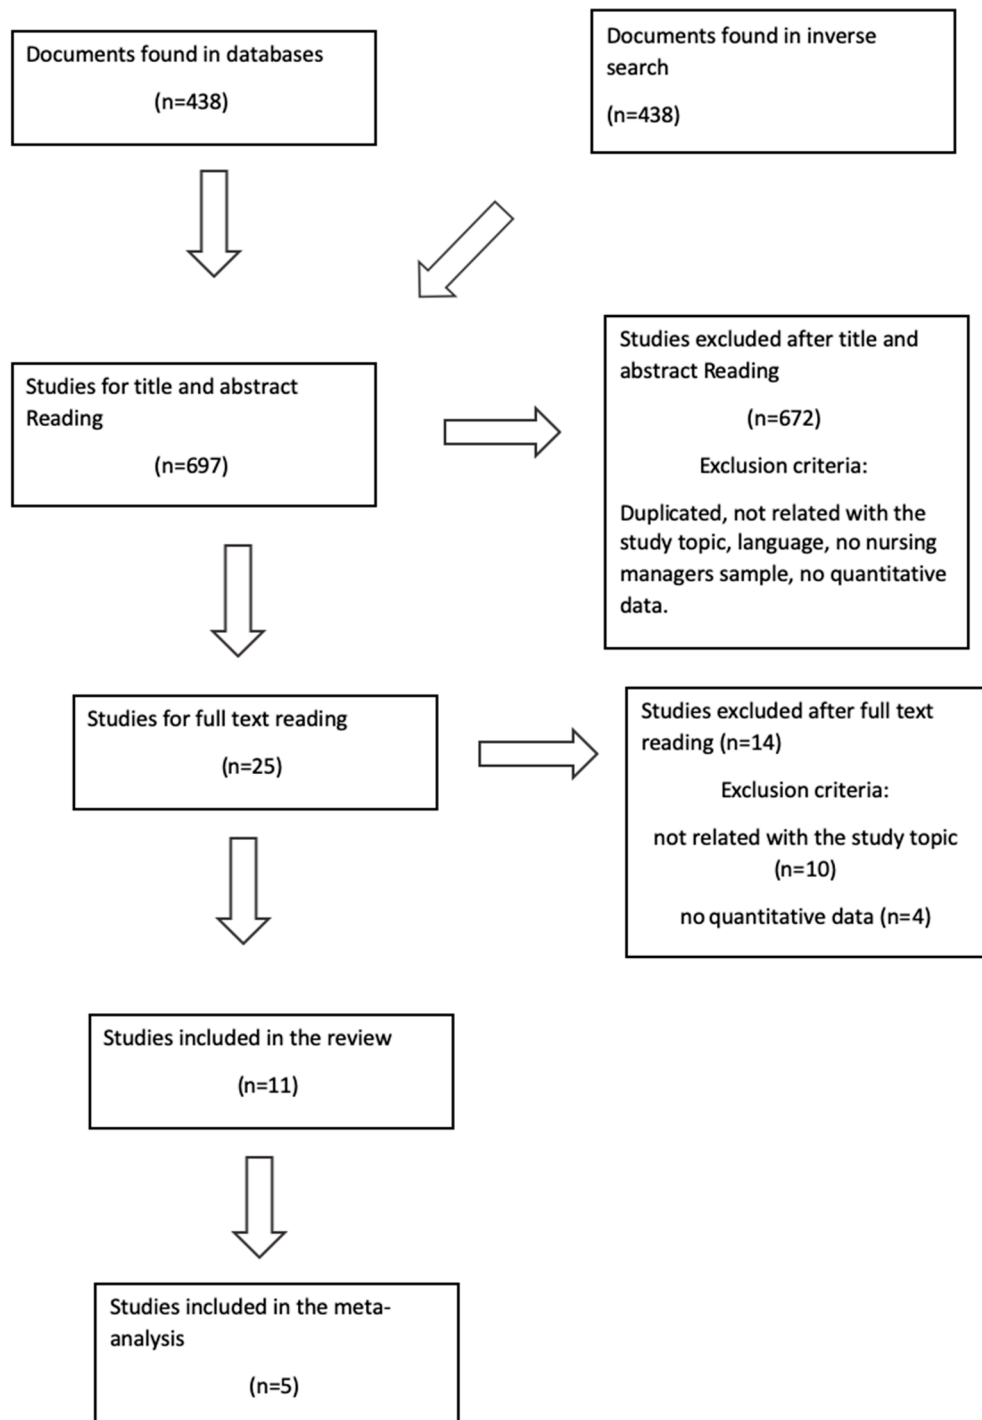 Documents found in databases
(n=438)
Documents found in inverse
search
(n=438)
Studies for title and abstract
Reading
(n=697)
Studies excluded after title and
abstract Reading
(n=672)
Exclusion criteria:
Duplicated, not related with the
study topic, language, no nursing
managers sample, no quantitative
data.
Studies for full text reading
(n=25)
Studies excluded after full text
reading (n=14)
Exclusion criteria:
not related with the study topic
(n=10)
no quantitative data (n=4)
Studies included in the review
(n=11)
Studies included in the meta-
analysis
(n=5)